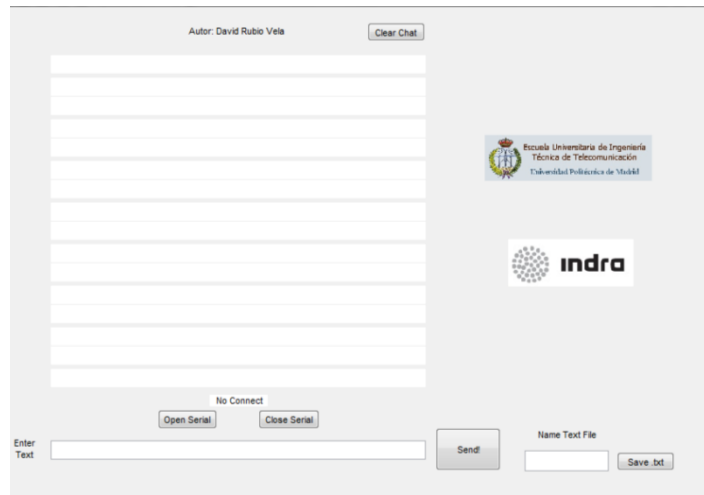 Autor: David Rubio Vela
Clear Chat
Escuela Universitaria de Ingeniería
Técnica de Telecomunicación
Universidad Politécnica de Madrid
indra
No Connect
Open Serial
Close Serial
Enter
Text
Send!
Name Text File
Save .txt